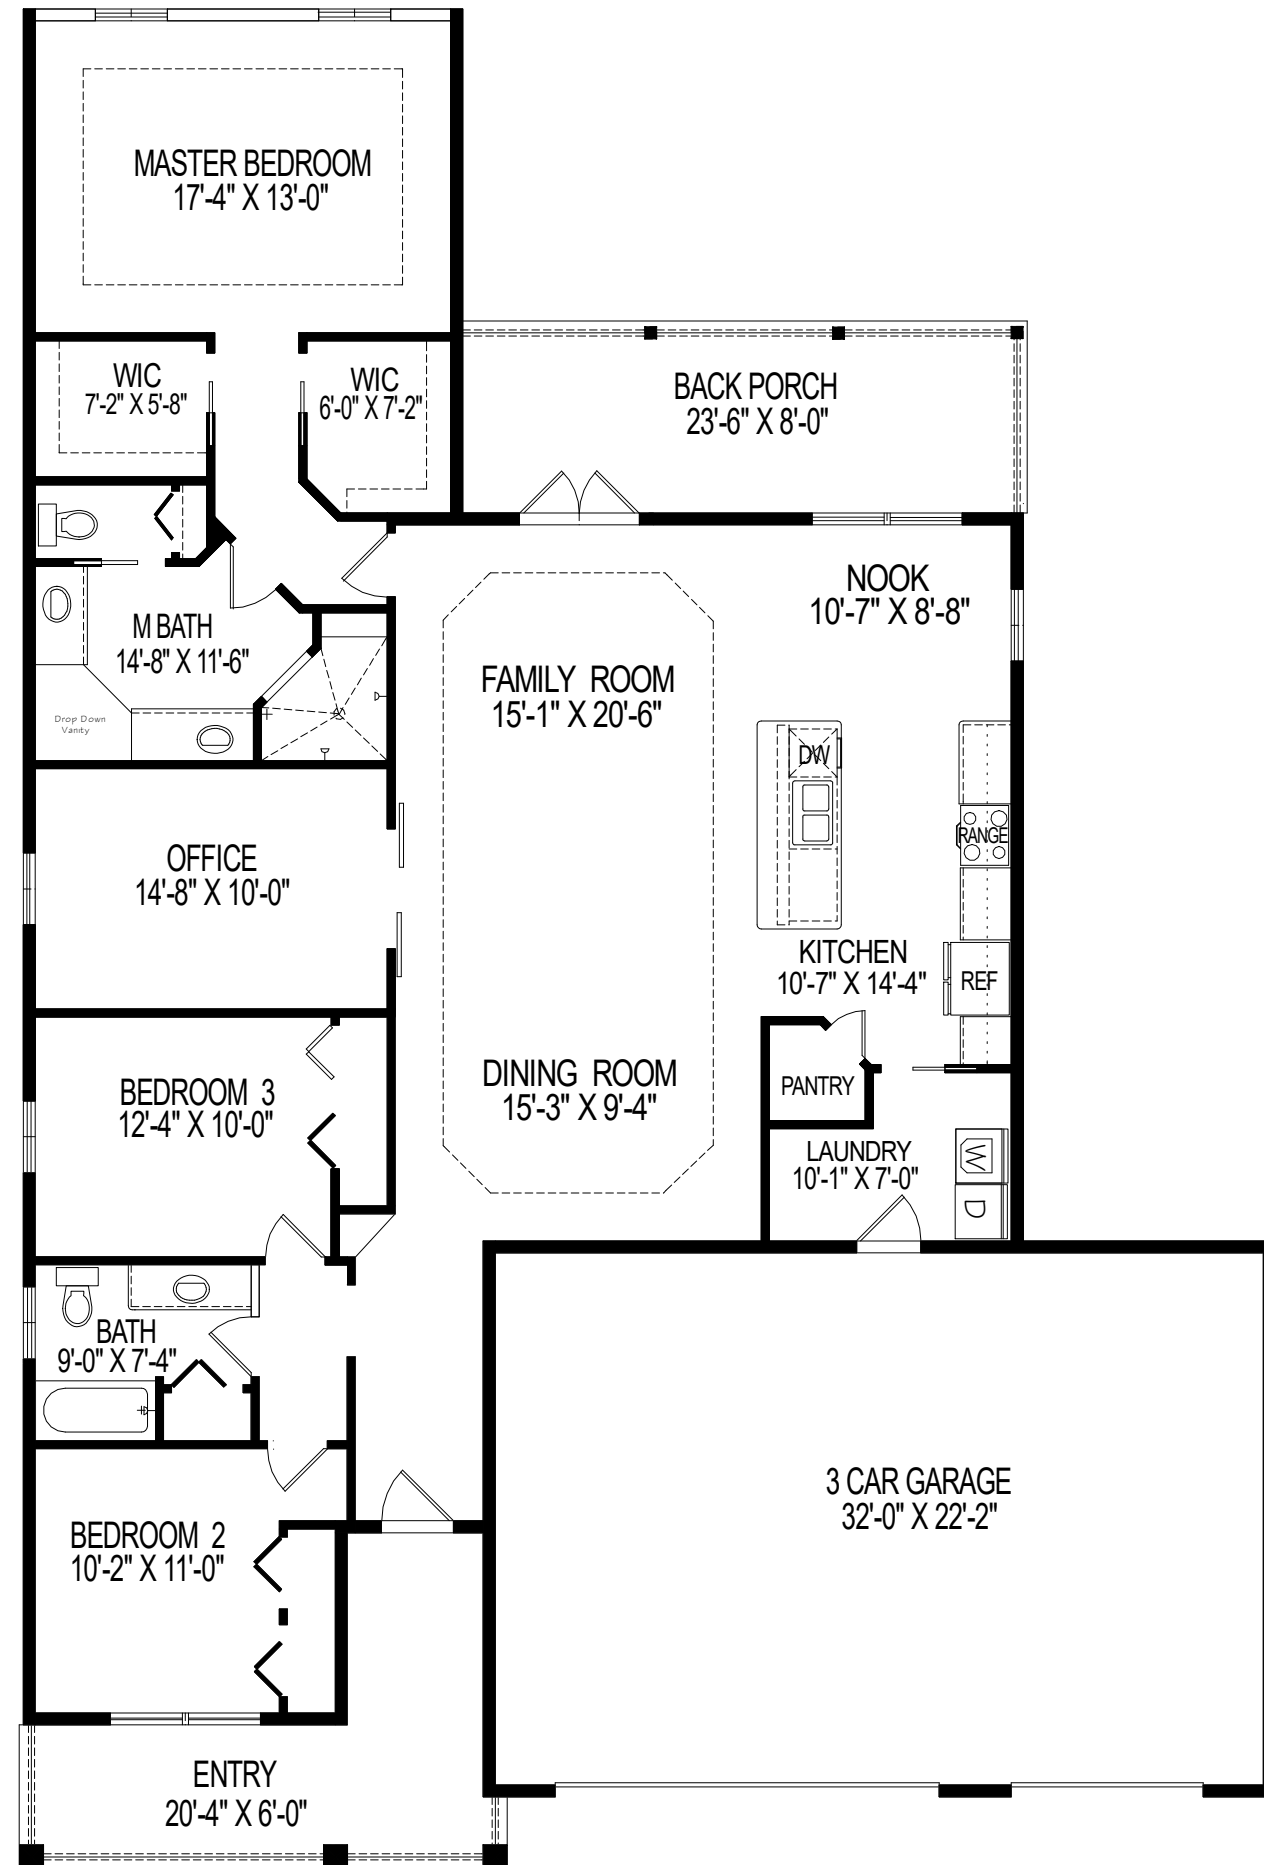 MASTER BEDROOM
17'-4" X 13'-0"
WIC
7'-2" X 5'-8"
WIC
6'-0" X 7'-2"
BACK PORCH
23'-6" X 8'-0"
NOOK
10'-7" X 8'-8"
M BATH
14'-8" X 11'-6"
Drop Down
Vanity
FAMILY ROOM
15'-1" X 20'-6"
DW
RANGE
OFFICE
14'-8" X 10'-0"
KITCHEN
10'-7" X 14'-4"
REF
BEDROOM 3
12'-4" X 10'-0"
DINING ROOM
15'-3" X 9'-4"
PANTRY
LAUNDRY
10'-1" X 7'-0"
W
D
BATH
9'-0" X 7'-4"
3 CAR GARAGE
32'-0" X 22'-2"
BEDROOM 2
10'-2" X 11'-0"
ENTRY
20'-4" X 6'-0"